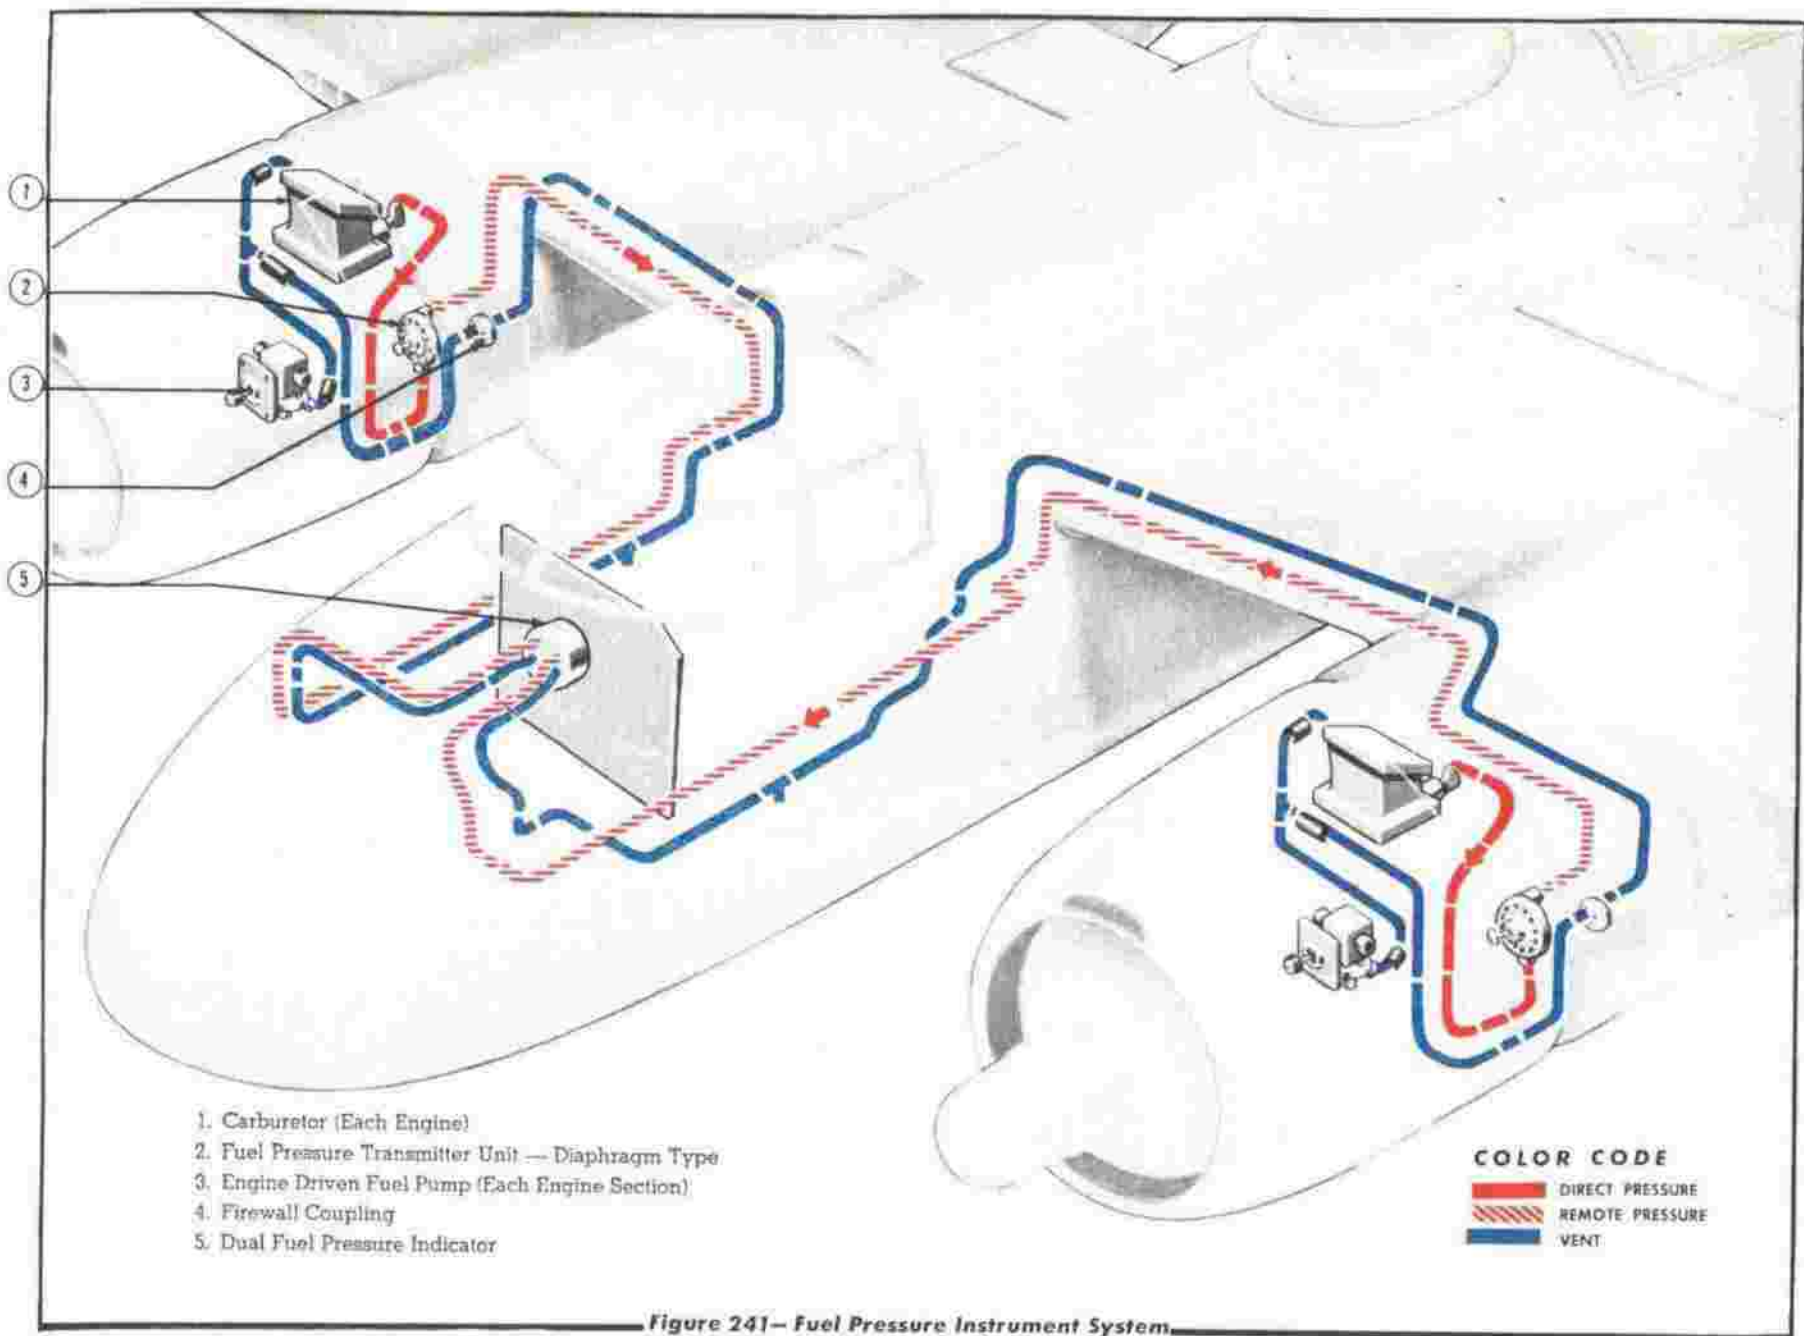 1
2
3
4
5
1. Carburetor (Each Engine)
2. Fuel Pressure Transmitter Unit — Diaphragm Type
3. Engine Driven Fuel Pump (Each Engine Section)
4. Firewall Coupling
5. Dual Fuel Pressure Indicator
COLOR CODE
DIRECT PRESSURE
REMOTE PRESSURE
VENT
Figure 241— Fuel Pressure Instrument System